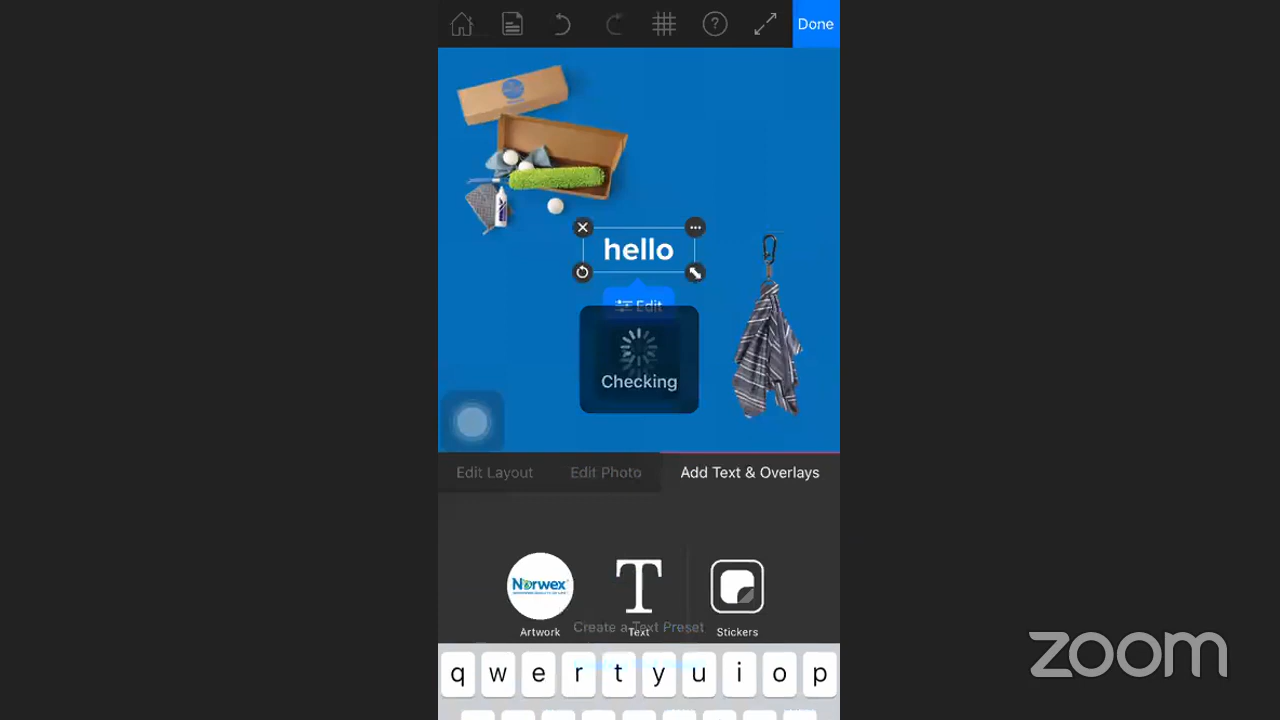 Done
hello
Edit
Checking
Edit Layout Edit Photo Add Text & Overlays
Norwex
Artwork Text Stickers
Create a Text Preset
q w e r t y u i o p
zoom